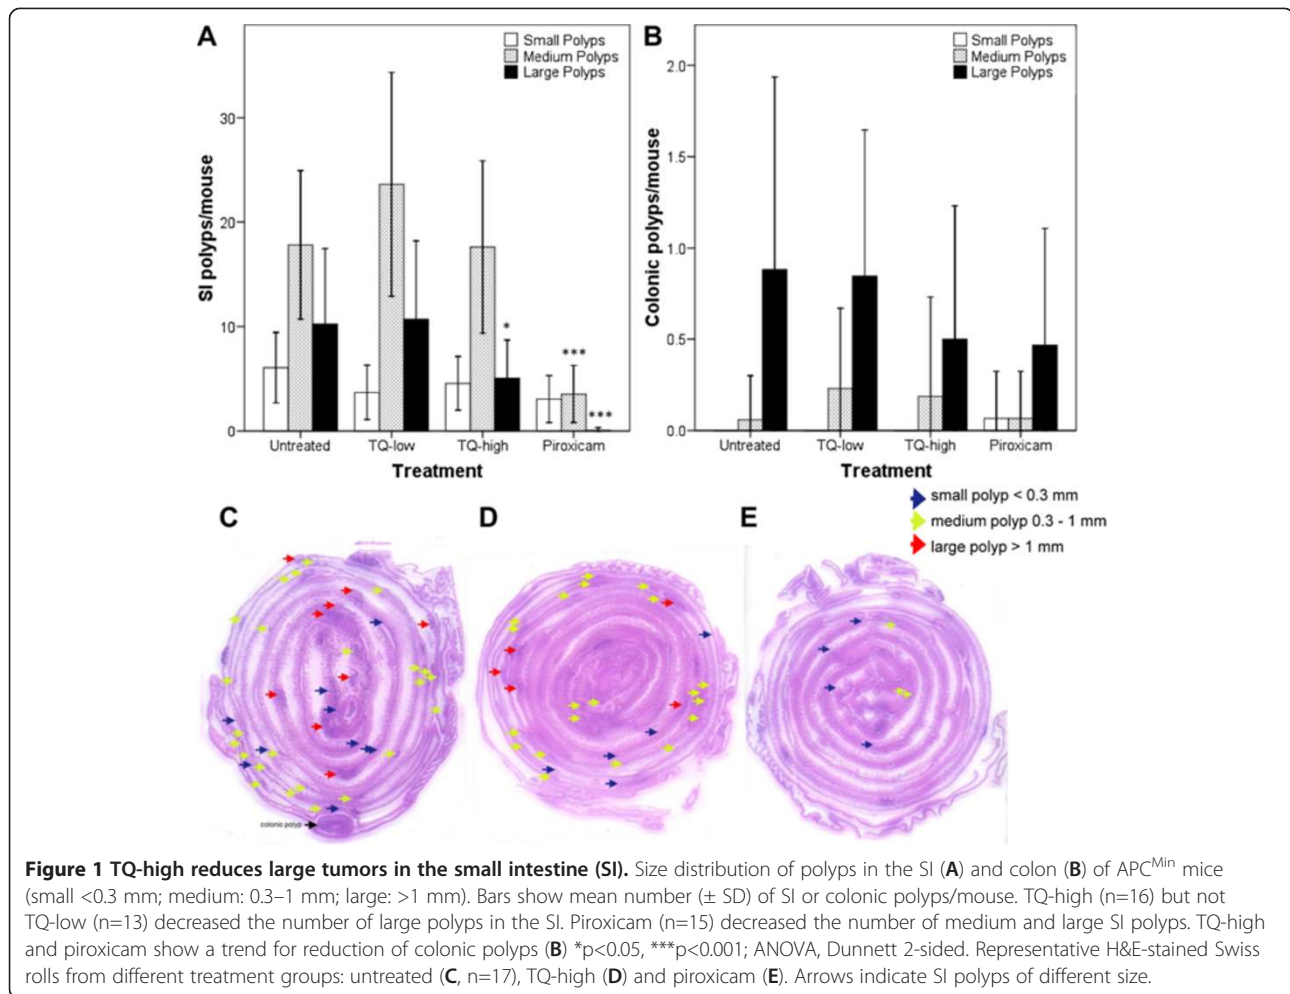 A
Small Polyps
Medium Polyps
Large Polyps
SI polyps/mouse
30
20
10
0
*
***
***
Untreated TQ-low TQ-high Piroxicam
Treatment
B
Small Polyps
Medium Polyps
Large Polyps
Colonic polyps/mouse
2.0
1.5
1.0
0.5
0.0
Untreated TQ-low TQ-high Piroxicam
Treatment
small polyp < 0.3 mm
medium polyp 0.3 - 1 mm
large polyp > 1 mm
C
D
E
colonic polyp
Figure 1 TQ-high reduces large tumors in the small intestine (SI). Size distribution of polyps in the SI (A) and colon (B) of APCMin mice
(small <0.3 mm; medium: 0.3–1 mm; large: >1 mm). Bars show mean number (± SD) of SI or colonic polyps/mouse. TQ-high (n=16) but not
TQ-low (n=13) decreased the number of large polyps in the SI. Piroxicam (n=15) decreased the number of medium and large SI polyps. TQ-high
and piroxicam show a trend for reduction of colonic polyps (B) *p<0.05, ***p<0.001; ANOVA, Dunnett 2-sided. Representative H&E-stained Swiss
rolls from different treatment groups: untreated (C, n=17), TQ-high (D) and piroxicam (E). Arrows indicate SI polyps of different size.